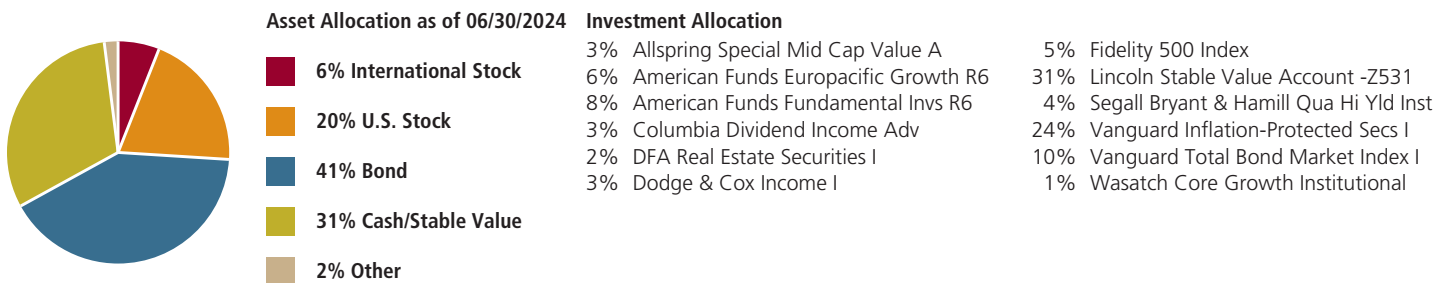 Asset Allocation as of 06/30/2024
6% International Stock
20% U.S. Stock
41% Bond
31% Cash/Stable Value
2% Other
Investment Allocation
3% Allspring Special Mid Cap Value A
6% American Funds Europacific Growth R6
8% American Funds Fundamental Invs R6
3% Columbia Dividend Income Adv
2% DFA Real Estate Securities I
3% Dodge & Cox Income I
5% Fidelity 500 Index
31% Lincoln Stable Value Account -Z531
4% Segall Bryant & Hamill Qua Hi Yld Inst
24% Vanguard Inflation-Protected Secs I
10% Vanguard Total Bond Market Index I
1% Wasatch Core Growth Institutional